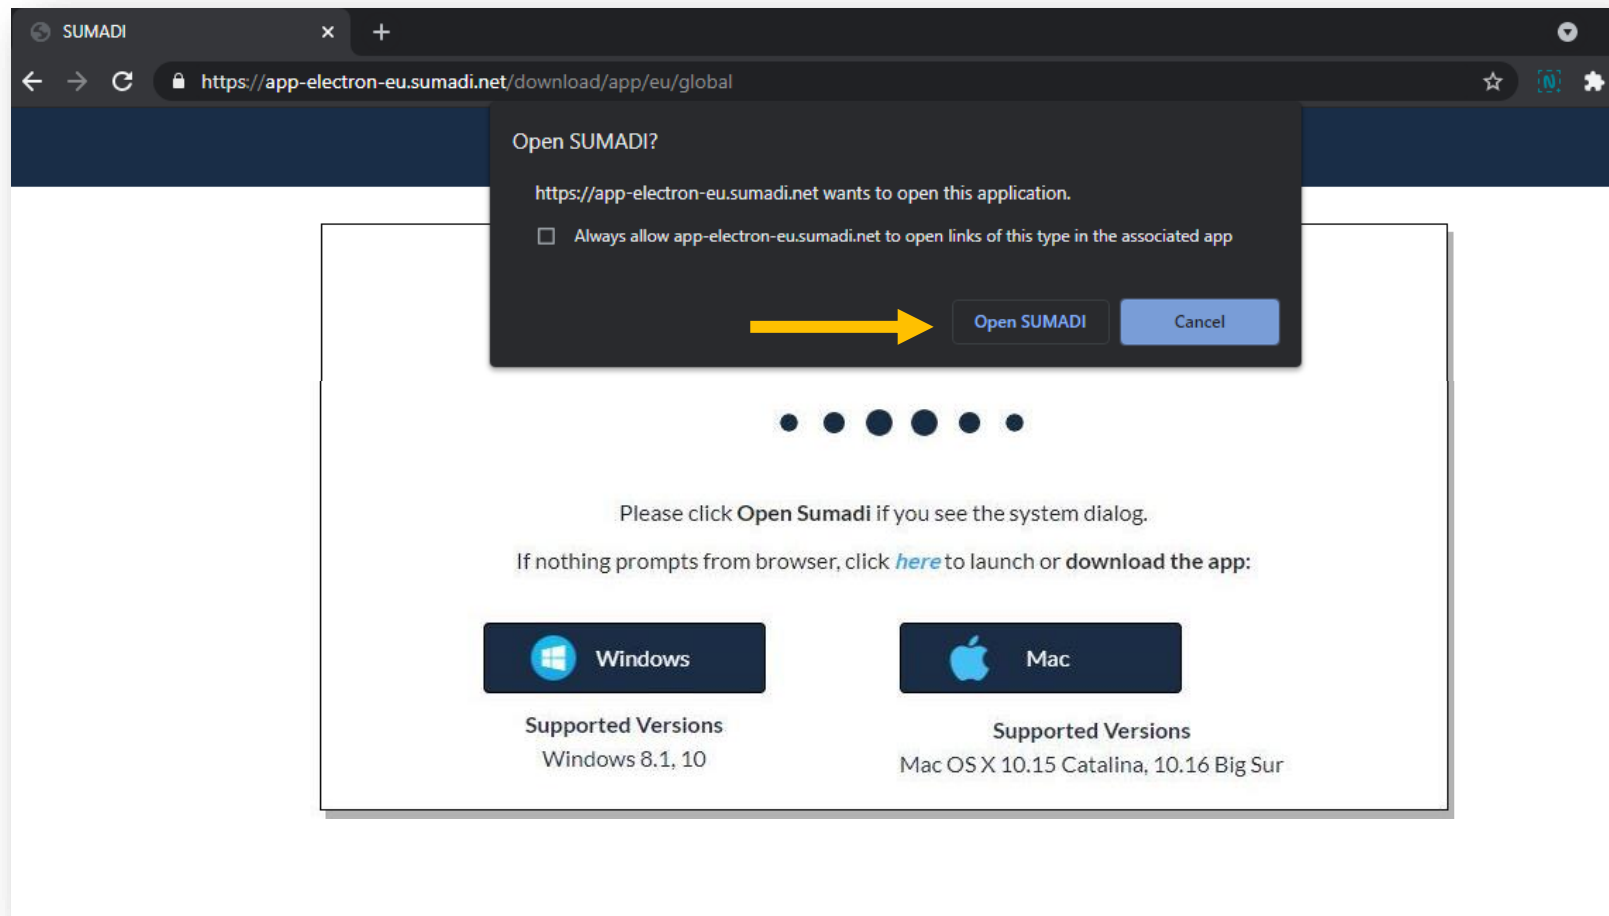 SUMADI
https://app-electron-eu.sumadi.net/download/app/eu/global
Open SUMADI?
https://app-electron-eu.sumadi.net wants to open this application.
Always allow app-electron-eu.sumadi.net to open links of this type in the associated app
Open SUMADI
Cancel
Please click Open Sumadi if you see the system dialog.
If nothing prompts from browser, click here to launch or download the app:
Windows
Mac
Supported Versions
Windows 8.1, 10
Supported Versions
Mac OS X 10.15 Catalina, 10.16 Big Sur